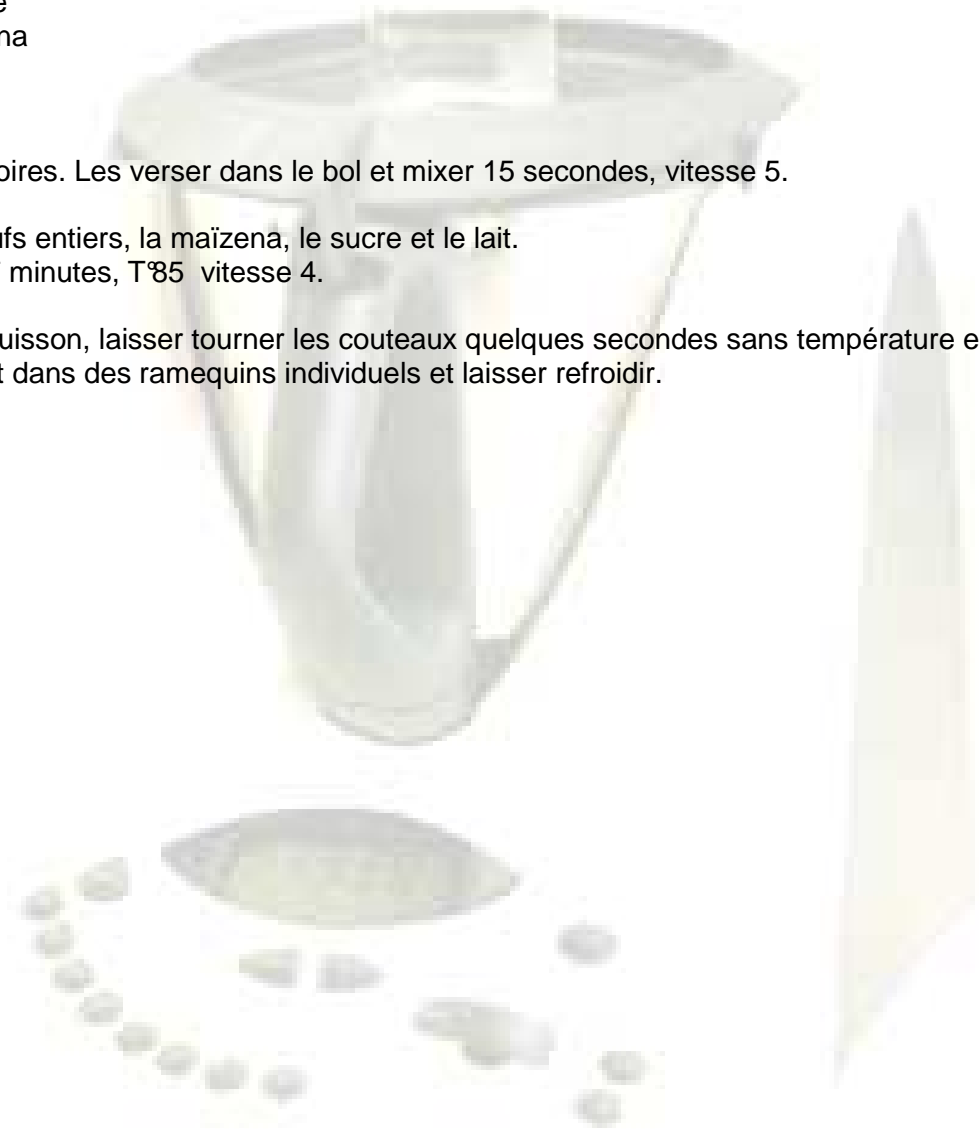 e
na
oires. Les verser dans le bol et mixer 15 secondes, vitesse 5.
ufs entiers, la maïzena, le sucre et le lait.
minutes, T°85 vitesse 4.
uisson, laisser tourner les couteaux quelques secondes sans température e
t dans des ramequins individuels et laisser refroidir.